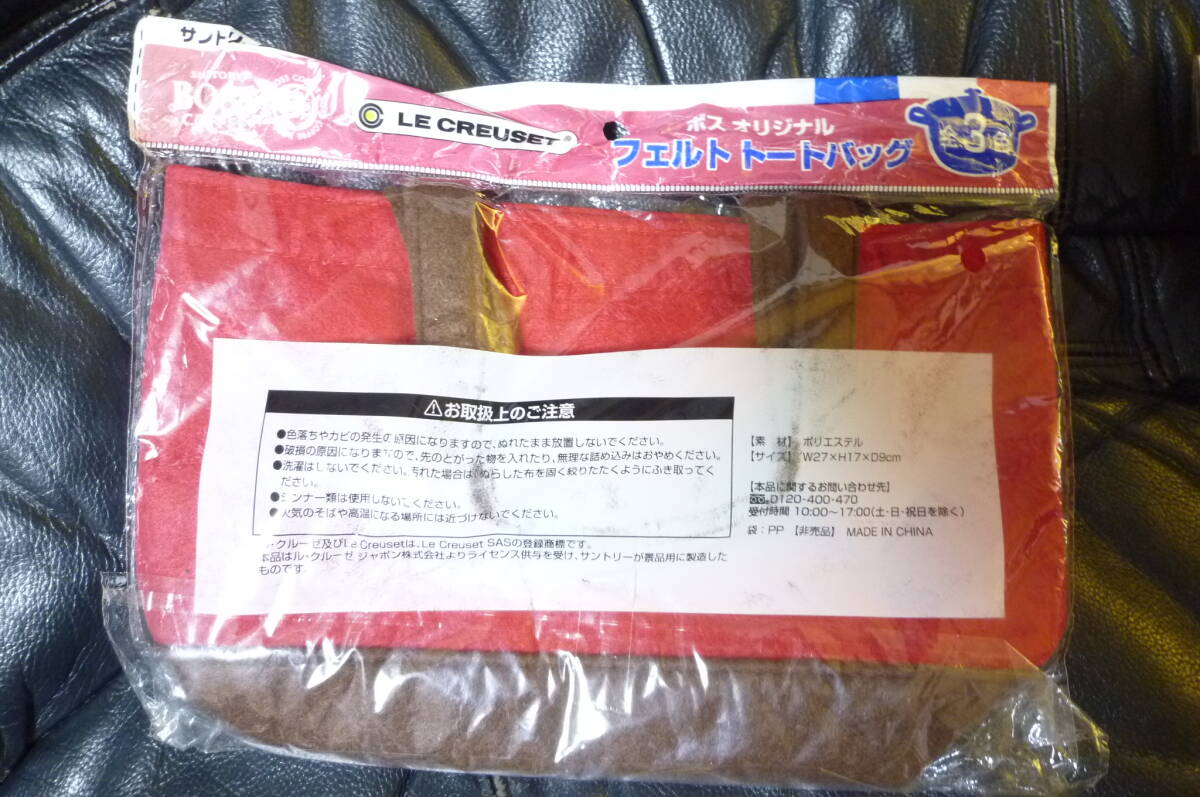 サントリ
SUNTORY
BO
LE CREUSET
ボス オリジナル
フェルト トートバッグ
全3種
⚠お取扱上のご注意
●色落ちやカビの発生の原因になりますので、ぬれたまま放置しないでください。
●破損の原因になりますので、先のとがった物を入れたり、無理な詰め込みはおやめください。
●洗濯はしないでください。汚れた場合はぬらした布を固く絞りたたくようにふき取ってく
ださい。
●シンナー類は使用しないでください。
●火気のそばや高温になる場所には近づけないでください。
ル・クルーゼ及びLe Creusetは、Le Creuset SASの登録商標です。
本品はル・クルーゼ ジャポン株式会社よりライセンス供与を受け、サントリーが景品用に製造した
ものです。
【素　材】 ポリエステル
【サイズ】 W27×H17×D9cm
【本品に関するお問い合わせ先】
0120-400-470
受付時間 10:00〜17:00(土・日・祝日を除く)
袋：PP 【非売品】 MADE IN CHINA